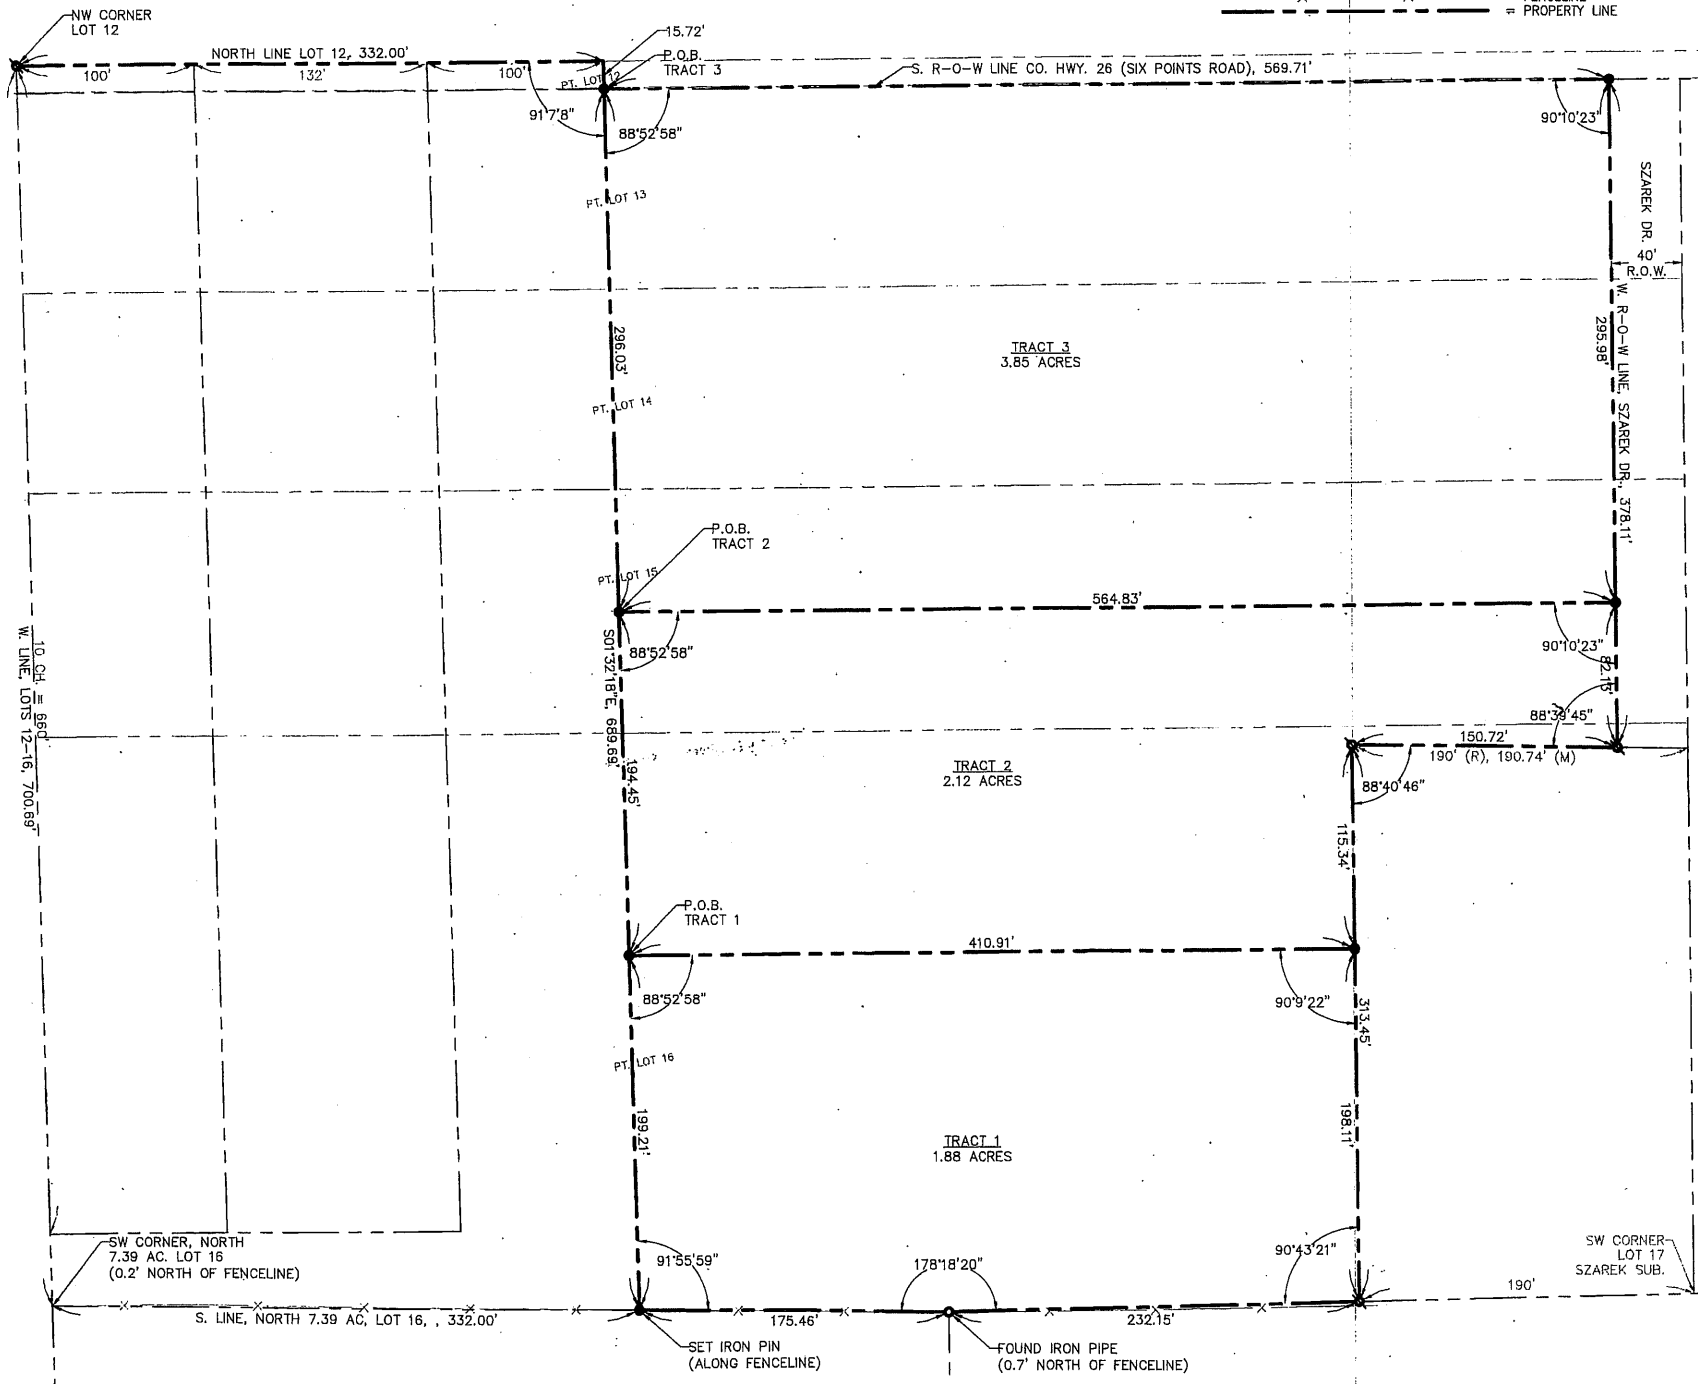 = PROPERTY LINE
NW CORNER
LOT 12
NORTH LINE LOT 12, 332.00'
100'
132'
100'
15.72'
P.O.B.
TRACT 3
PT. LOT 12
S. R-O-W LINE CO. HWY. 26 (SIX POINTS ROAD), 569.71'
91°7'8"
88°52'58"
90°10'23"
PT. LOT 13
SZAREK DR.
40'
R.O.W.
296.03'
TRACT 3
3.85 ACRES
295.98'
W. R-O-W LINE, SZAREK DR., 378.11'
PT. LOT 14
P.O.B.
TRACT 2
PT. LOT 15
564.83'
88°52'58"
90°10'23"
82.13'
S01°32'18"E, 689.69'
10 CH. = 660'
W. LINE, LOTS 12-16, 700.69'
88°39'45"
150.72'
190' (R), 190.74' (M)
TRACT 2
2.12 ACRES
194.45'
88°40'46"
115.34'
P.O.B.
TRACT 1
410.91'
88°52'58"
90°9'22"
313.45'
PT. LOT 16
199.21'
TRACT 1
1.88 ACRES
198.11'
SW CORNER, NORTH
7.39 AC. LOT 16
(0.2' NORTH OF FENCELINE)
91°55'59"
178°18'20"
90°43'21"
SW CORNER
LOT 17
SZAREK SUB.
190'
S. LINE, NORTH 7.39 AC, LOT 16, , 332.00'
175.46'
232.15'
SET IRON PIN
(ALONG FENCELINE)
FOUND IRON PIPE
(0.7' NORTH OF FENCELINE)